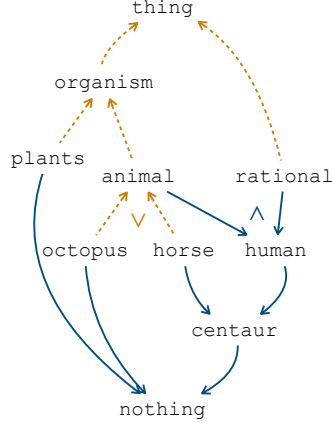 thing
organism
plants
animal
rational
∨
∧
octopus
horse
human
centaur
nothing